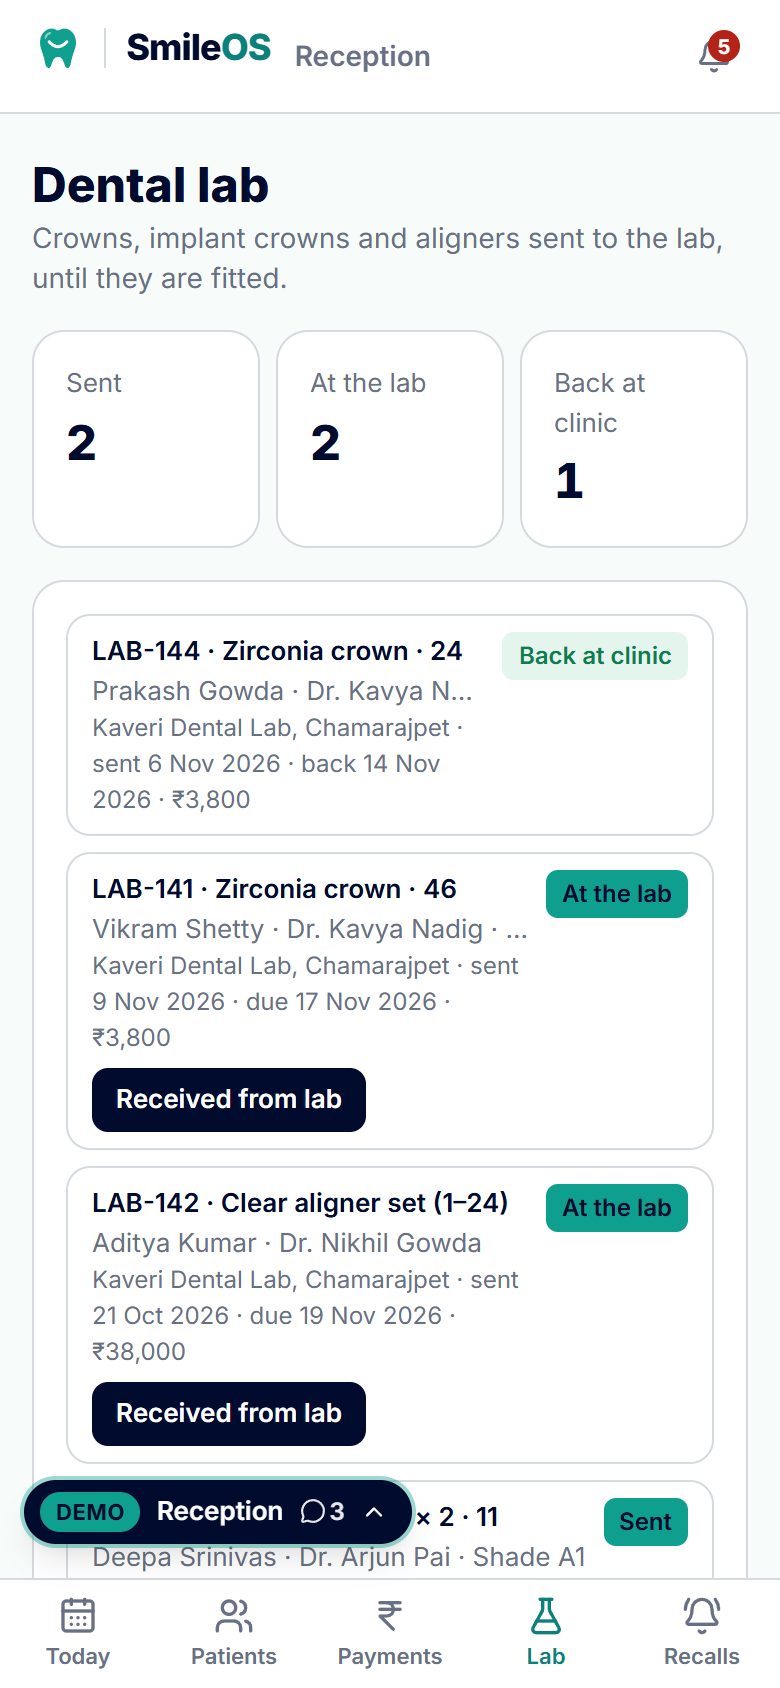 SmileOS Reception 5
Dental lab
Crowns, implant crowns and aligners sent to the lab,
until they are fitted.
Sent
2
At the lab
2
Back at
clinic
1
LAB-144 · Zirconia crown · 24
Back at clinic
Prakash Gowda · Dr. Kavya N...
Kaveri Dental Lab, Chamarajpet ·
sent 6 Nov 2026 · back 14 Nov
2026 · ₹3,800
LAB-141 · Zirconia crown · 46
At the lab
Vikram Shetty · Dr. Kavya Nadig · ...
Kaveri Dental Lab, Chamarajpet · sent
9 Nov 2026 · due 17 Nov 2026 ·
₹3,800
Received from lab
LAB-142 · Clear aligner set (1–24)
At the lab
Aditya Kumar · Dr. Nikhil Gowda
Kaveri Dental Lab, Chamarajpet · sent
21 Oct 2026 · due 19 Nov 2026 ·
₹38,000
Received from lab
DEMO Reception 3
× 2 · 11
Sent
Deepa Srinivas · Dr. Arjun Pai · Shade A1
Today
Patients
Payments
Lab
Recalls